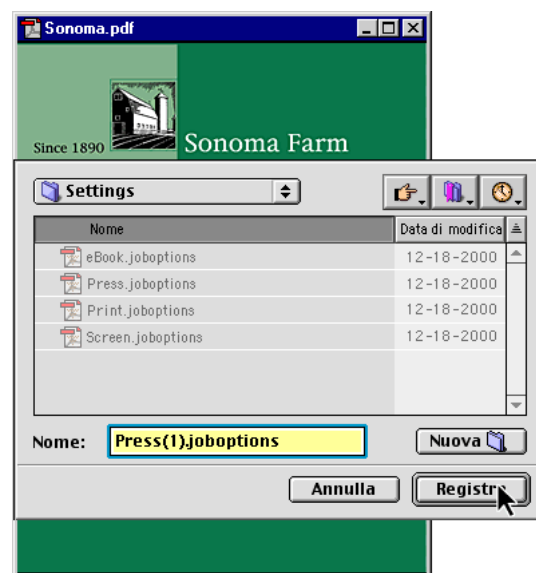 Sonoma.pdf
Since 1890
Sonoma Farm
Settings
Nome Data di modifica
eBook.joboptions 12-18-2000
Press.joboptions 12-18-2000
Print.joboptions 12-18-2000
Screen.joboptions 12-18-2000
Nome: Press(1).joboptions Nuova
Annulla